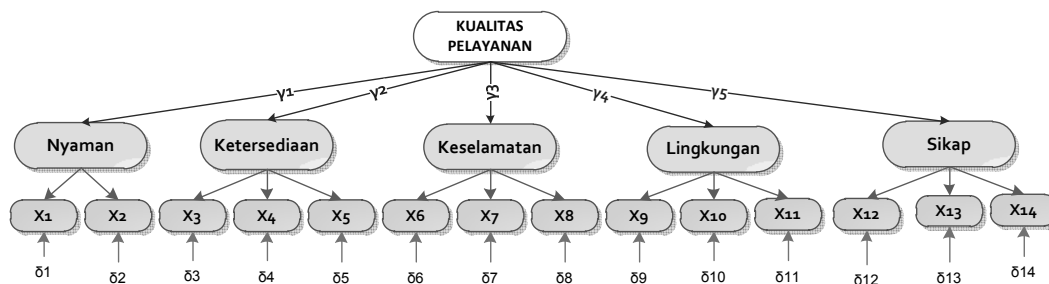 KUALITAS
PELAYANAN
γ1 γ2 γ3 γ4 γ5
Nyaman Ketersediaan Keselamatan Lingkungan Sikap
X1 X2 X3 X4 X5 X6 X7 X8 X9 X10 X11 X12 X13 X14
δ1 δ2 δ3 δ4 δ5 δ6 δ7 δ8 δ9 δ10 δ11 δ12 δ13 δ14